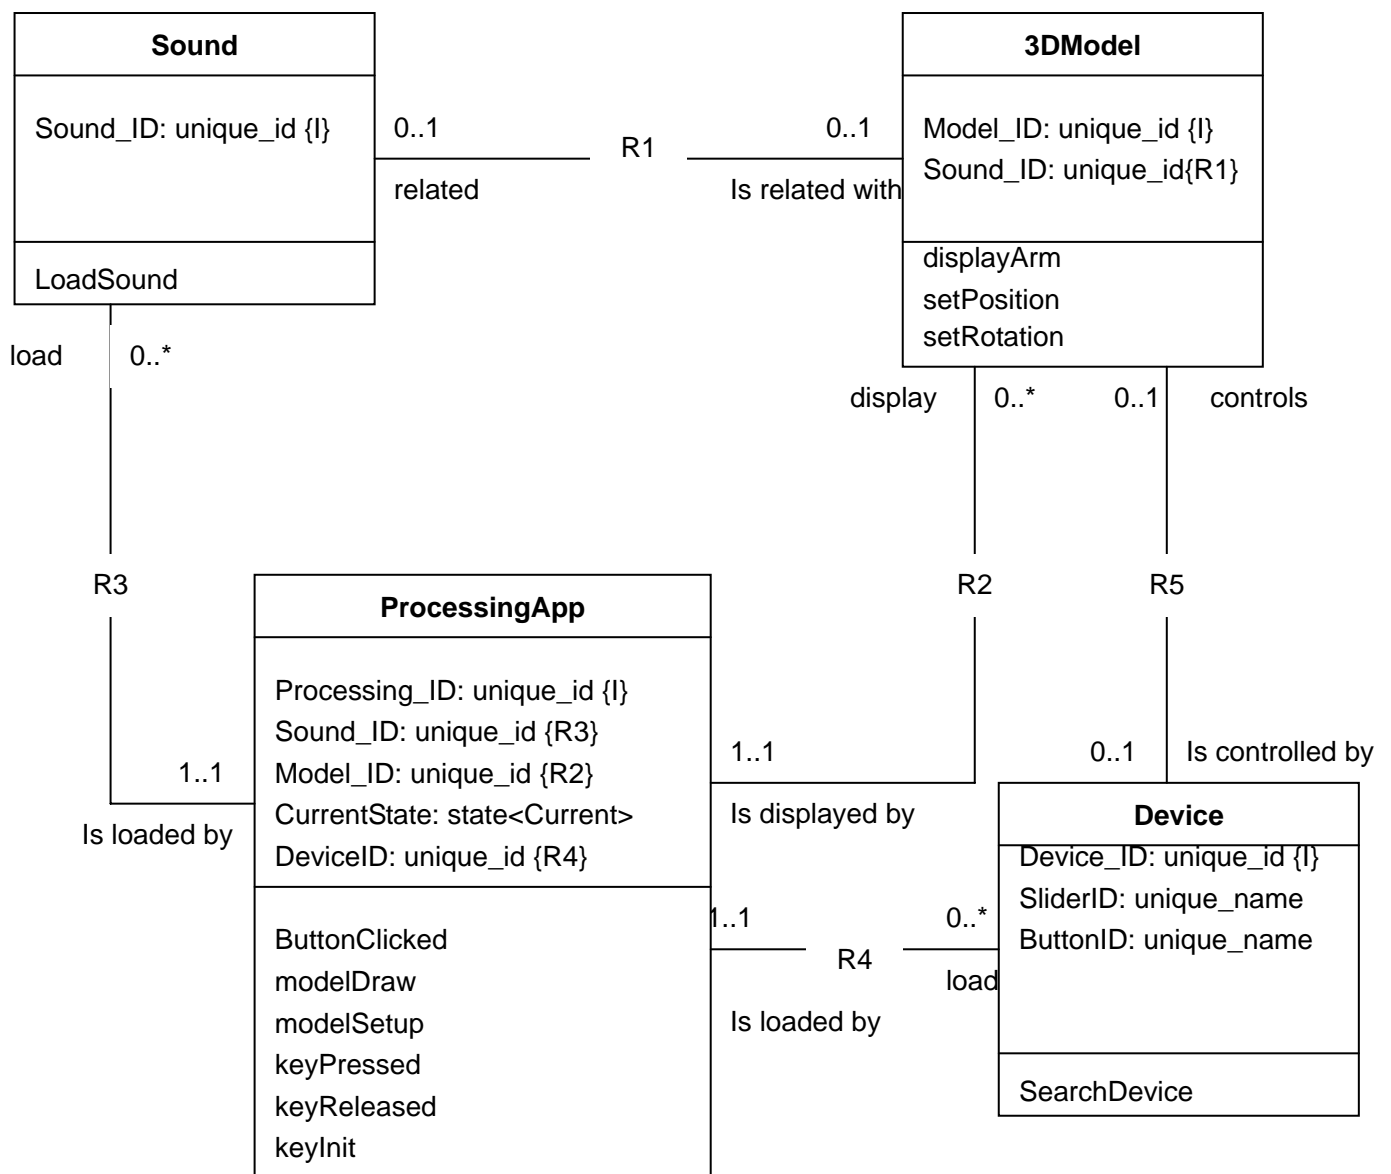 Sound
Sound_ID: unique_id {I}
LoadSound
0..1
related
R1
0..1
Is related with
3DModel
Model_ID: unique_id {I}
Sound_ID: unique_id{R1}
displayArm
setPosition
setRotation
load
0..*
display
0..*
0..1
controls
R3
R2
R5
ProcessingApp
Processing_ID: unique_id {I}
Sound_ID: unique_id {R3}
Model_ID: unique_id {R2}
CurrentState: state<Current>
DeviceID: unique_id {R4}
ButtonClicked
modelDraw
modelSetup
keyPressed
keyReleased
keyInit
1..1
Is loaded by
1..1
Is displayed by
0..1
Is controlled by
1..1
R4
0..*
load
Is loaded by
Device
Device_ID: unique_id {I}
SliderID: unique_name
ButtonID: unique_name
SearchDevice